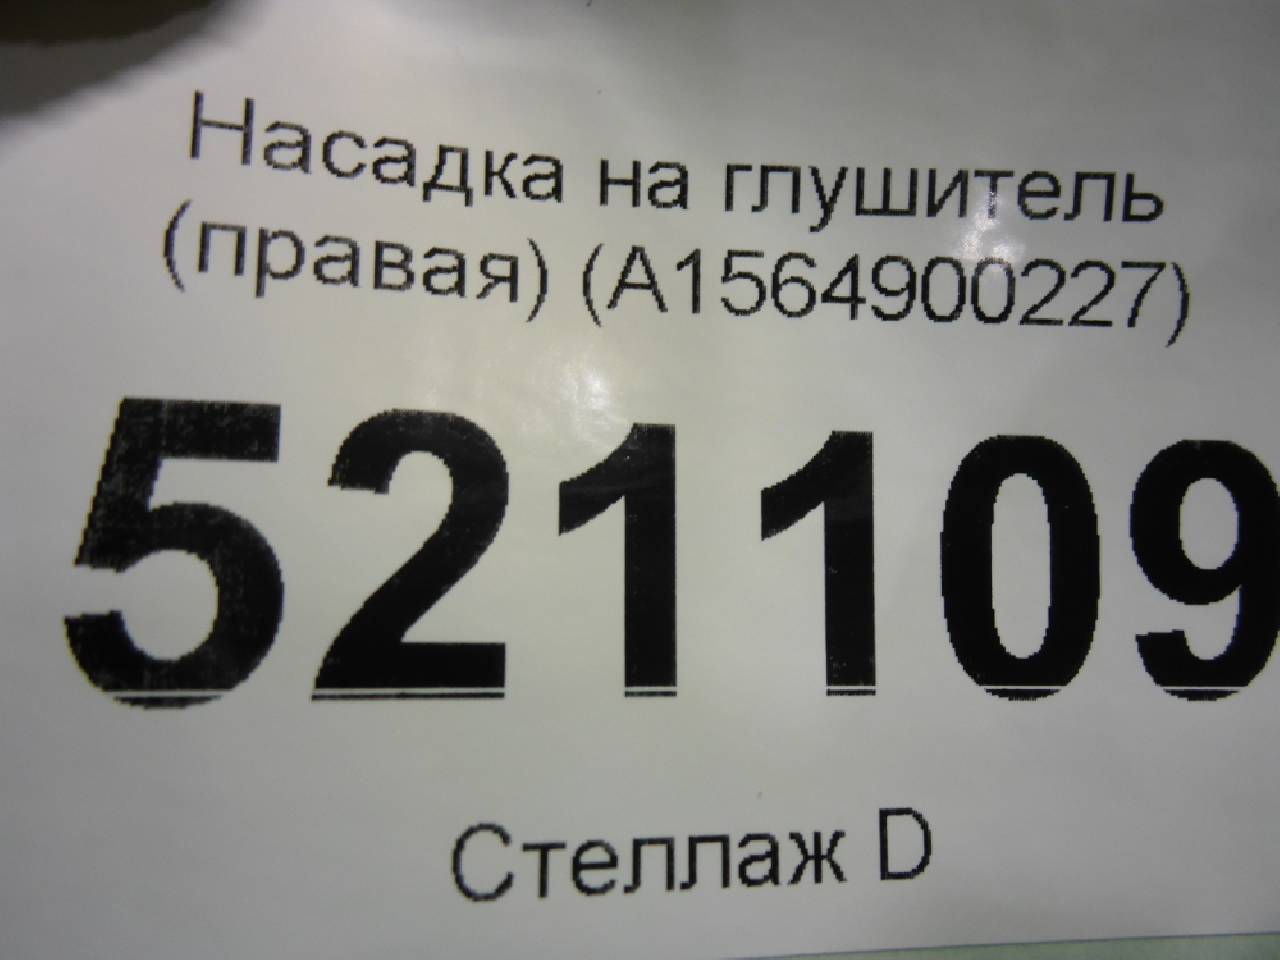 Насадка на глушитель
(правая) (A1564900227)
521109
Стеллаж D